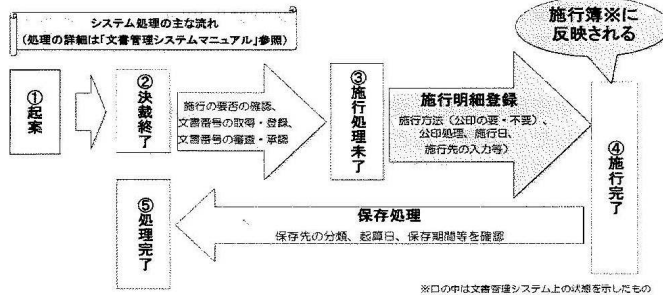 システム処理の主な流れ
(処理の詳細は「文書管理システムマニュアル」参照)
施行簿※に
反映される
①起案
②決裁終了
施行の要否の確認、
文書番号の取得・登録、
文書番号の審査・承認
③施行処理未了
施行明細登録
施行方法(公印の要・不要)、
公印処理、施行日、
施行先の入力等)
④施行完了
⑤処理完了
保存処理
保存先の分類、起算日、保存期間等を確認
※口の中は文書管理システム上の状態を示したもの